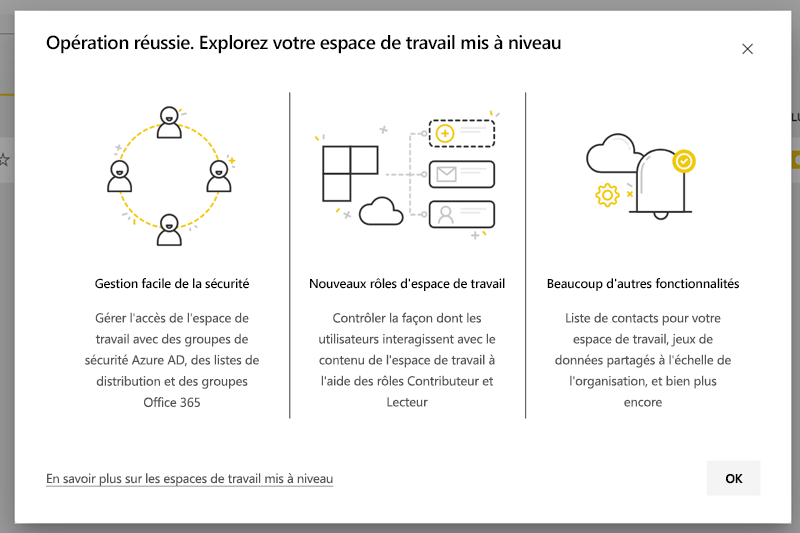 Opération réussie. Explorez votre espace de travail mis à niveau
Gestion facile de la sécurité
Gérer l'accès de l'espace de
travail avec des groupes de
sécurité Azure AD, des listes de
distribution et des groupes
Office 365
Nouveaux rôles d'espace de travail
Contrôler la façon dont les
utilisateurs interagissent avec le
contenu de l'espace de travail à
l'aide des rôles Contributeur et
Lecteur
Beaucoup d'autres fonctionnalités
Liste de contacts pour votre
espace de travail, jeux de
données partagés à l'échelle de
l'organisation, et bien plus
encore
En savoir plus sur les espaces de travail mis à niveau
OK